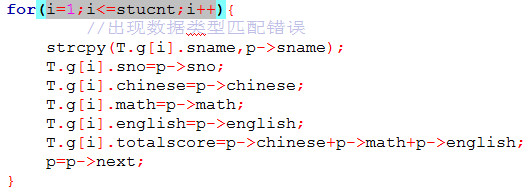 for(i=1;i<=stucnt;i++){
//出现数据类型匹配错误
strcpy(T.g[i].sname,p->sname);
T.g[i].sno=p->sno;
T.g[i].chinese=p->chinese;
T.g[i].math=p->math;
T.g[i].english=p->english;
T.g[i].totalscore=p->chinese+p->math+p->english;
p=p->next;
}